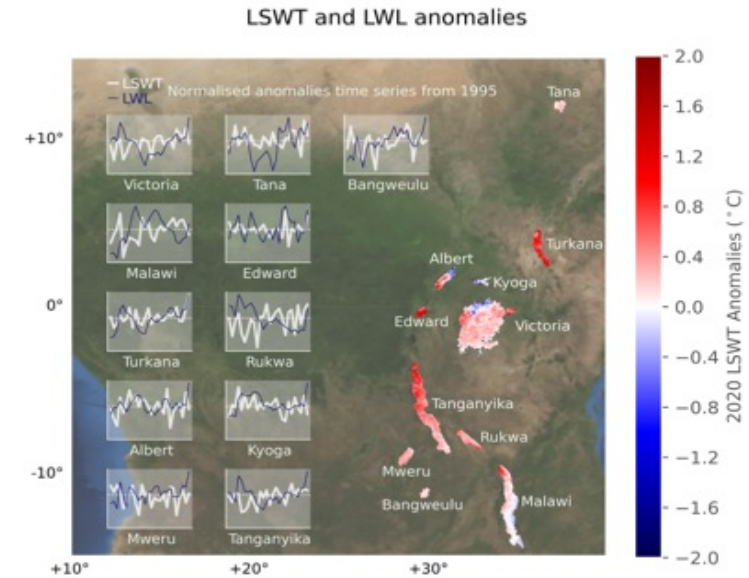 LSWT and LWL anomalies
LSWT
LWL
Normalised anomalies time series from 1995
Victoria
Tana
Bangweulu
Malawi
Edward
Turkana
Rukwa
Albert
Kyoga
Mweru
Tanganyika
Tana
Turkana
Albert
Kyoga
Edward
Victoria
Tanganyika
Rukwa
Mweru
Bangweulu
Malawi
+10°
0°
-10°
+10°
+20°
+30°
2.0
1.6
1.2
0.8
0.4
0.0
−0.4
−0.8
−1.2
−1.6
−2.0
2020 LSWT Anomalies (°C)